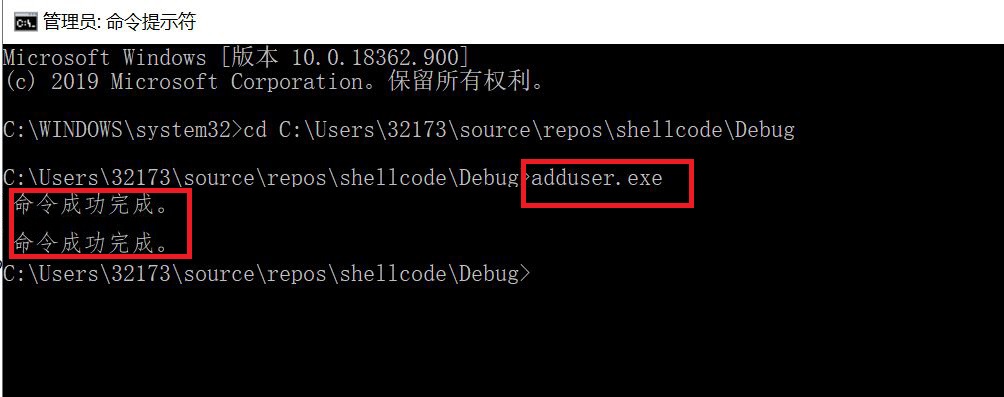 管理员: 命令提示符
Microsoft Windows [版本 10.0.18362.900]
(c) 2019 Microsoft Corporation。保留所有权利。
C:\WINDOWS\system32>cd C:\Users\32173\source\repos\shellcode\Debug
C:\Users\32173\source\repos\shellcode\Debug>adduser.exe
命令成功完成。
命令成功完成。
C:\Users\32173\source\repos\shellcode\Debug>